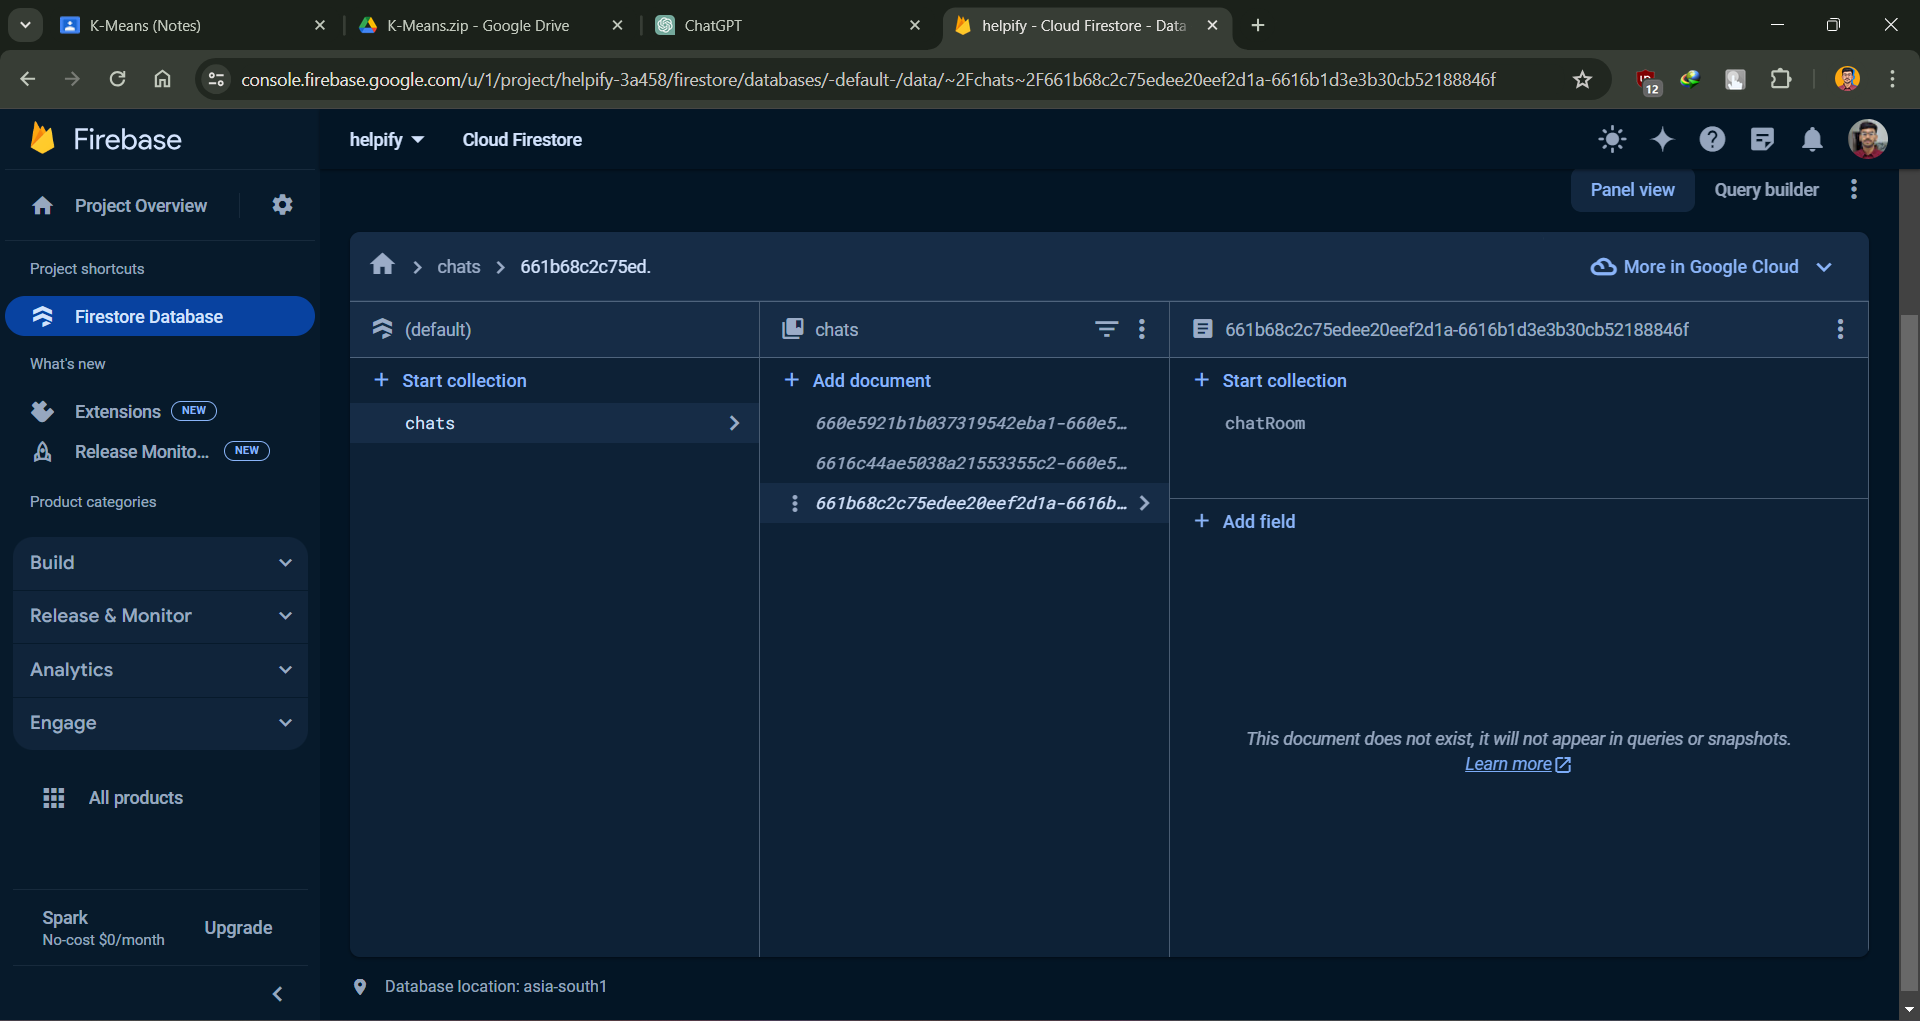 K-Means (Notes)
K-Means.zip - Google Drive
ChatGPT
helpify - Cloud Firestore - Data
console.firebase.google.com/u/1/project/helpify-3a458/firestore/databases/-default-/data/~2Fchats~2F661b68c2c75edee20eef2d1a-6616b1d3e3b30cb52188846f
12
Firebase
helpify
Cloud Firestore
Project Overview
Panel view
Query builder
Project shortcuts
chats
661b68c2c75ed.
More in Google Cloud
Firestore Database
(default)
chats
661b68c2c75edee20eef2d1a-6616b1d3e3b30cb52188846f
What's new
Start collection
Add document
Start collection
Extensions
NEW
chats
660e5921b1b037319542eba1-660e5…
chatRoom
Release Monito...
NEW
6616c44ae5038a21553355c2-660e5…
Product categories
661b68c2c75edee20eef2d1a-6616b…
Add field
Build
Release & Monitor
Analytics
Engage
This document does not exist, it will not appear in queries or snapshots.
Learn more
All products
Spark
No-cost $0/month
Upgrade
Database location: asia-south1